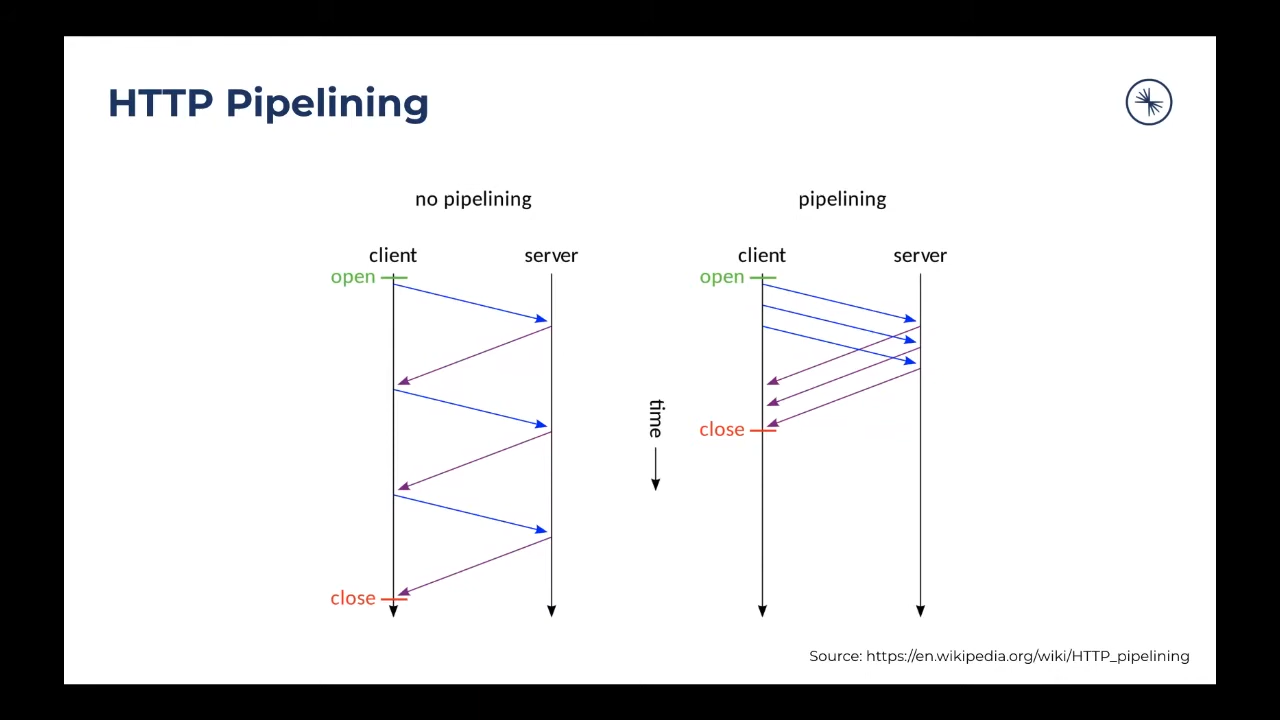 HTTP Pipelining
no pipelining
pipelining
client
server
client
server
open
open
time
close
close
Source: https://en.wikipedia.org/wiki/HTTP_pipelining